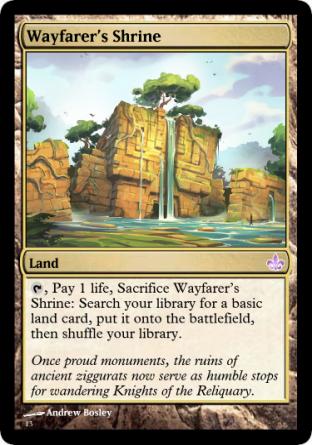 Wayfarer's Shrine
Land
, Pay 1 life, Sacrifice Wayfarer's
Shrine: Search your library for a basic
land card, put it onto the battlefield,
then shuffle your library.
Once proud monuments, the ruins of
ancient ziggurats now serve as humble stops
for wandering Knights of the Reliquary.
Andrew Bosley
13